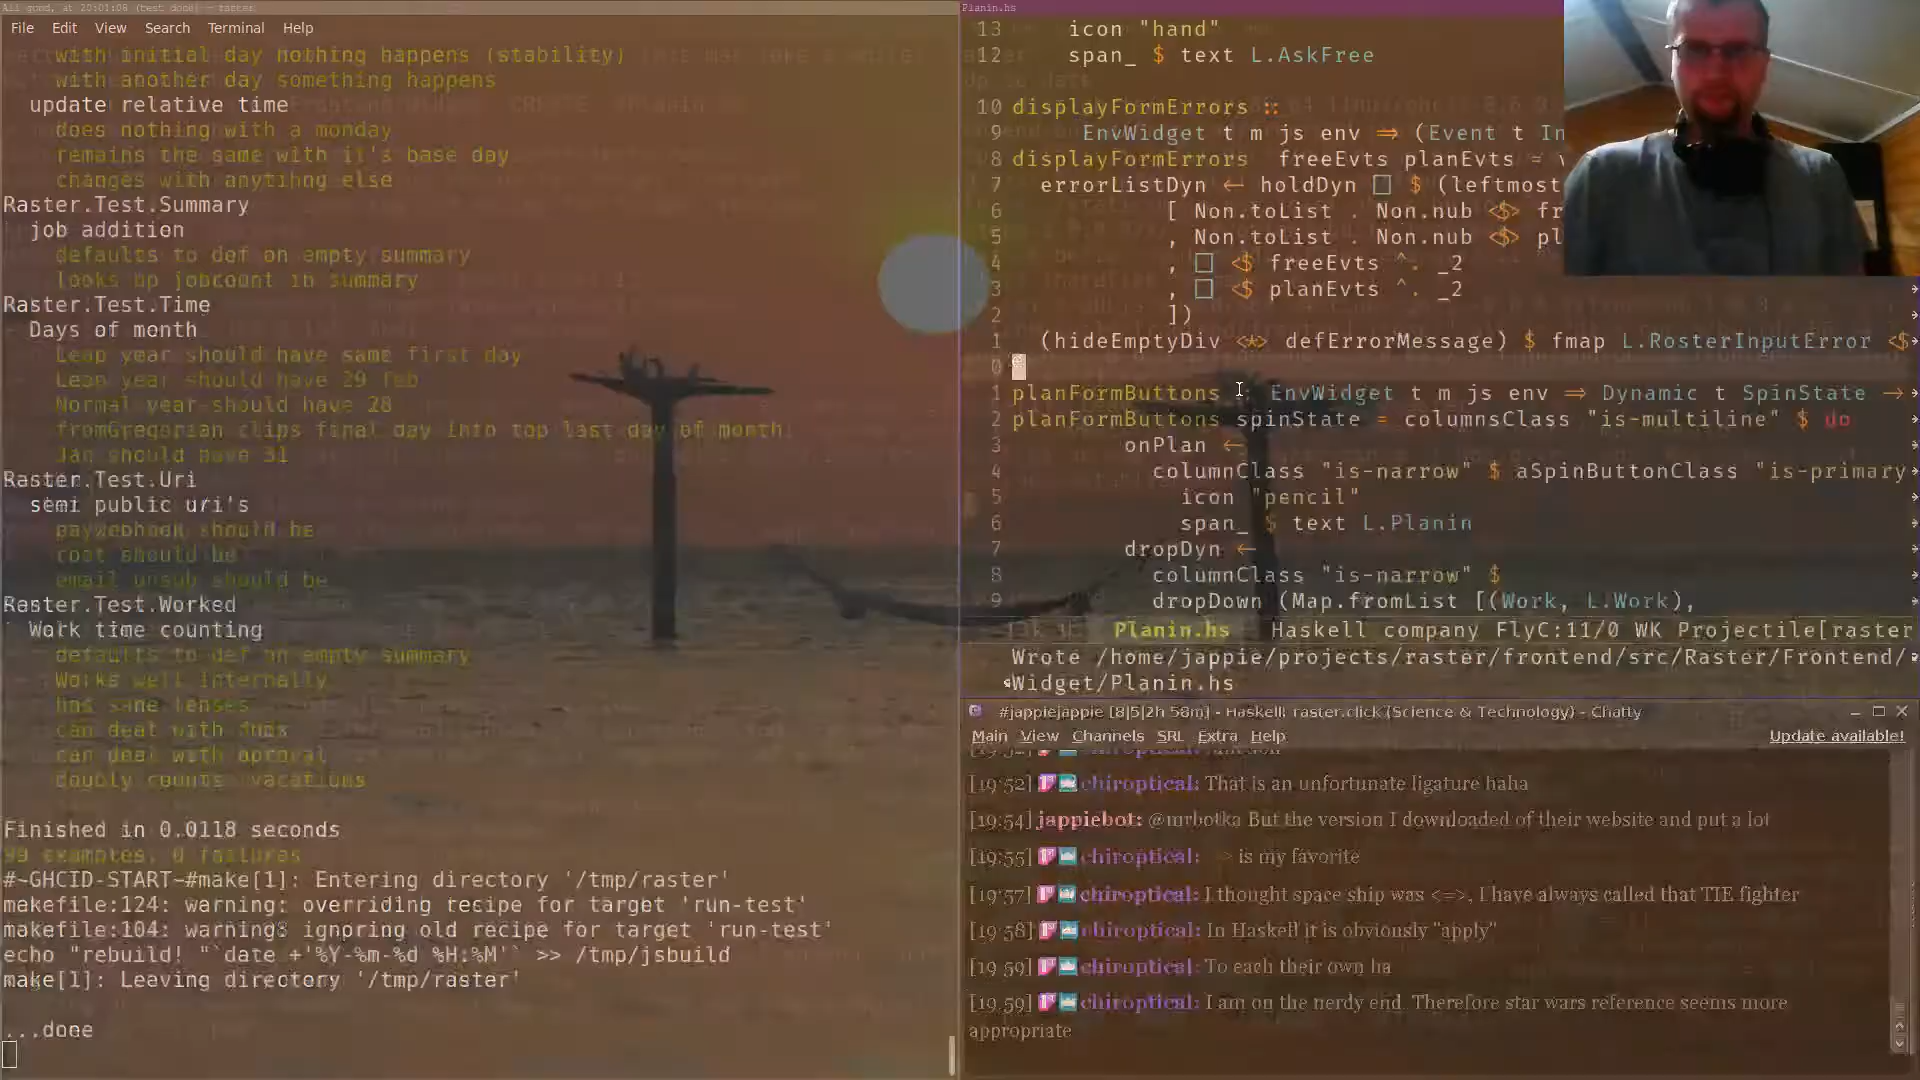 All good, at 20:01:06 (test done) - raster
File Edit View Search Terminal Help
with initial day nothing happens (stability)
with another day something happens
update relative time
does nothing with a monday
remains the same with it's base day
changes with anytihng else
Raster.Test.Summary
job addition
defaults to def on empty summary
looks up jobcount in summary
Raster.Test.Time
Days of month
Leap year should have same first day
Leap year should have 29 feb
Normal year should have 28
fromGregorian clips final day into top last day of month
Jan should have 31
Raster.Test.Uri
semi public uri's
paywebhook should be
root should be
email unsub should be
Raster.Test.Worked
Work time counting
defaults to def on empty summary
Works well internally
has sane lenses
can deal with
can deal with aproval
doubly counts vacations
Finished in 0.0118 seconds
99 examples, 0 failures
#~GHCID-START~#make[1]: Entering directory '/tmp/raster'
makefile:124: warning: overriding recipe for target 'run-test'
makefile:104: warning: ignoring old recipe for target 'run-test'
echo "rebuild! "`date +'%Y-%m-%d %H:%M'` >> /tmp/jsbuild
make[1]: Leaving directory '/tmp/raster'
...done
Planin.hs
13 icon "hand"
12 span_ $ text L.AskFree
10 displayFormErrors ::
9 EnvWidget t m js env ⇒ (Event t In
8 displayFormErrors freeEvts planEvts =
7 errorListDyn ← holdDyn [] $ (leftmost
6 [ Non.toList . Non.nub <$> fr
5 , Non.toList . Non.nub <$> pl
4 , [] <$ freeEvts ^. _2
3 , [] <$ planEvts ^. _2
2 ])
1 (hideEmptyDiv <*> defErrorMessage) $ fmap L.RosterInputError <$
0
1 planFormButtons :: EnvWidget t m js env ⇒ Dynamic t SpinState →
2 planFormButtons spinState = columnsClass "is-multiline" $ do
3 onPlan ←
4 columnClass "is-narrow" $ aSpinButtonClass "is-primary
5 icon "pencil"
6 span_ $ text L.Planin
7 dropDyn ←
8 columnClass "is-narrow" $
9 dropDown (Map.fromList [(Work, L.Work),
Planin.hs Haskell company FlyC:11/0 WK Projectile[raster
Wrote /home/jappie/projects/raster/frontend/src/Raster/Frontend/
Widget/Planin.hs
#jappiejappie [8|5|2h 58m] - Haskell: raster.click (Science & Technology) - Chatty
Main View Channels SRL Extra Help Update available!
[19:52] chiroptical: That is an unfortunate ligature haha
[19:54] jappiebot: @mrbotka But the version I downloaded of their website and put a lot
[19:55] chiroptical: is my favorite
[19:57] chiroptical: I thought space ship was <=>, I have always called that TIE fighter
[19:58] chiroptical: In Haskell it is obviously "apply"
[19:59] chiroptical: To each their own ha
[19:59] chiroptical: I am on the nerdy end. Therefore star wars reference seems more
appropriate